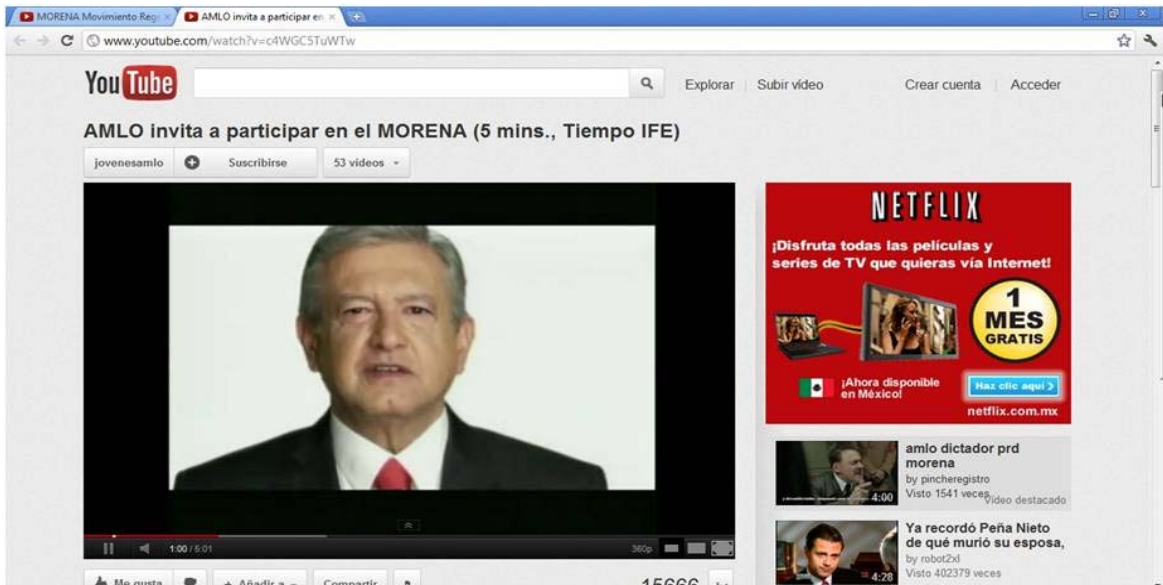 MORENA Movimiento Reg
AMLO invita a participar en
www.youtube.com/watch?v=c4WGC5TuWTw
YouTube
Explorar
Subir vídeo
Crear cuenta
Acceder
AMLO invita a participar en el MORENA (5 mins., Tiempo IFE)
jovenesamlo
Suscribirse
53 vídeos
1:00 / 5:01
360p
Me gusta
+ Añadir a
Compartir
15666
NETFLIX
¡Disfruta todas las películas y
series de TV que quieras vía Internet!
1
MES
GRATIS
¡Ahora disponible
en México!
Haz clic aquí >
netflix.com.mx
4:00
amlo dictador prd
morena
by pincheregistro
Visto 1541 veces
Vídeo destacado
4:28
Ya recordó Peña Nieto
de qué murió su esposa,
by robot2xl
Visto 402379 veces